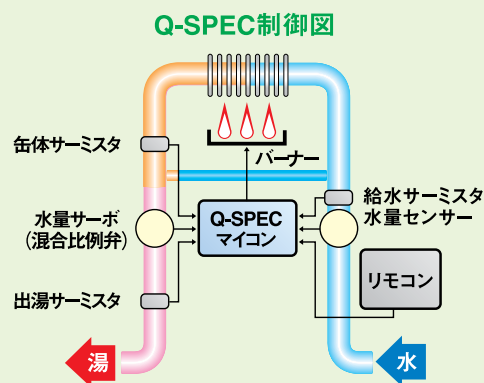 Q-SPEC制御図
バーナー
缶体サーミスタ
給水サーミスタ
水量センサー
水量サーボ
(混合比例弁)
Q-SPEC
マイコン
リモコン
出湯サーミスタ
湯
水